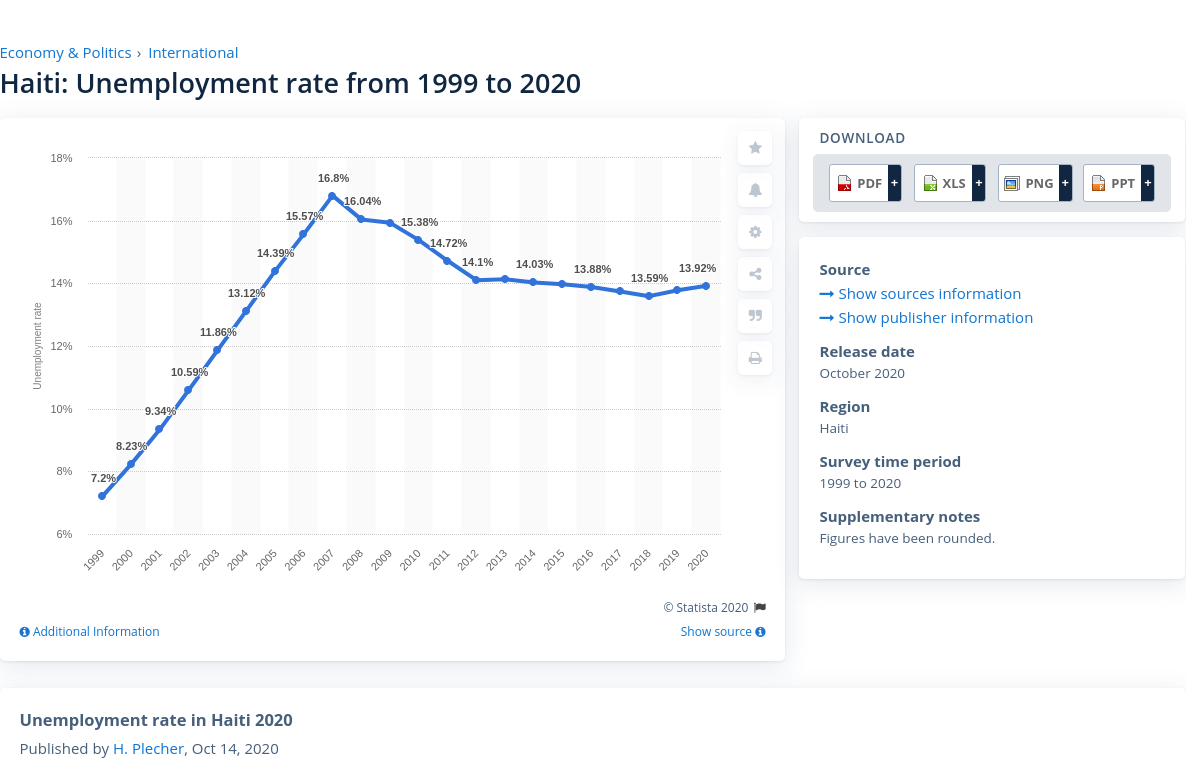 Economy & Politics › International
Haiti: Unemployment rate from 1999 to 2020
18%
16%
14%
12%
10%
8%
6%
Unemployment rate
7.2%
8.23%
9.34%
10.59%
11.86%
13.12%
14.39%
15.57%
16.8%
16.04%
15.38%
14.72%
14.1%
14.03%
13.88%
13.59%
13.92%
1999
2000
2001
2002
2003
2004
2005
2006
2007
2008
2009
2010
2011
2012
2013
2014
2015
2016
2017
2018
2019
2020
© Statista 2020
Additional Information
Show source
DOWNLOAD
PDF +
XLS +
PNG +
PPT +
Source
Show sources information
Show publisher information
Release date
October 2020
Region
Haiti
Survey time period
1999 to 2020
Supplementary notes
Figures have been rounded.
Unemployment rate in Haiti 2020
Published by H. Plecher, Oct 14, 2020